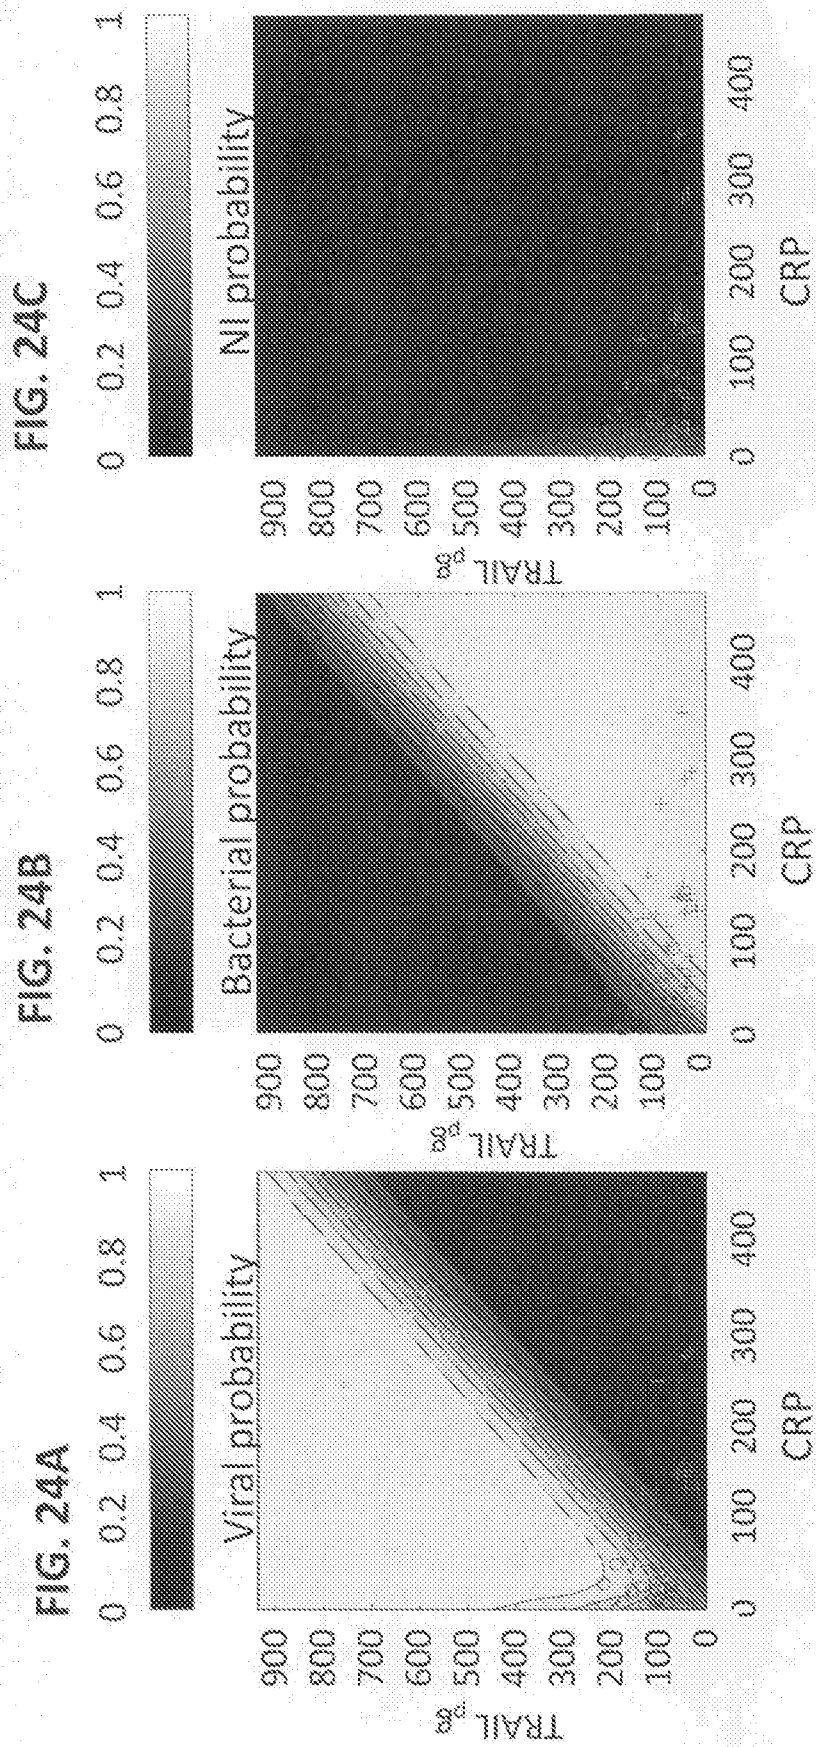 FIG. 24A
0 0.2 0.4 0.6 0.8 1
Viral probability
900
800
700
600
500
400
300
200
100
0
TRAIL pg
0 100 200 300 400
CRP
FIG. 24B
0 0.2 0.4 0.6 0.8 1
Bacterial probability
900
800
700
600
500
400
300
200
100
0
TRAIL pg
0 100 200 300 400
CRP
FIG. 24C
0 0.2 0.4 0.6 0.8 1
NI probability
900
800
700
600
500
400
300
200
100
0
TRAIL pg
0 100 200 300 400
CRP